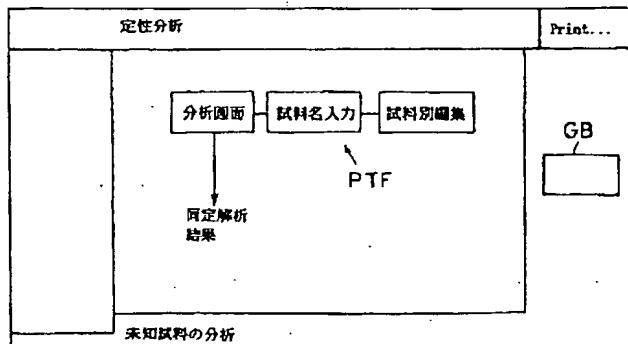 定性分析
Print...
分析画面
試料名入力
試料別編集
GB
PTF
同定解析
結果
未知試料の分析